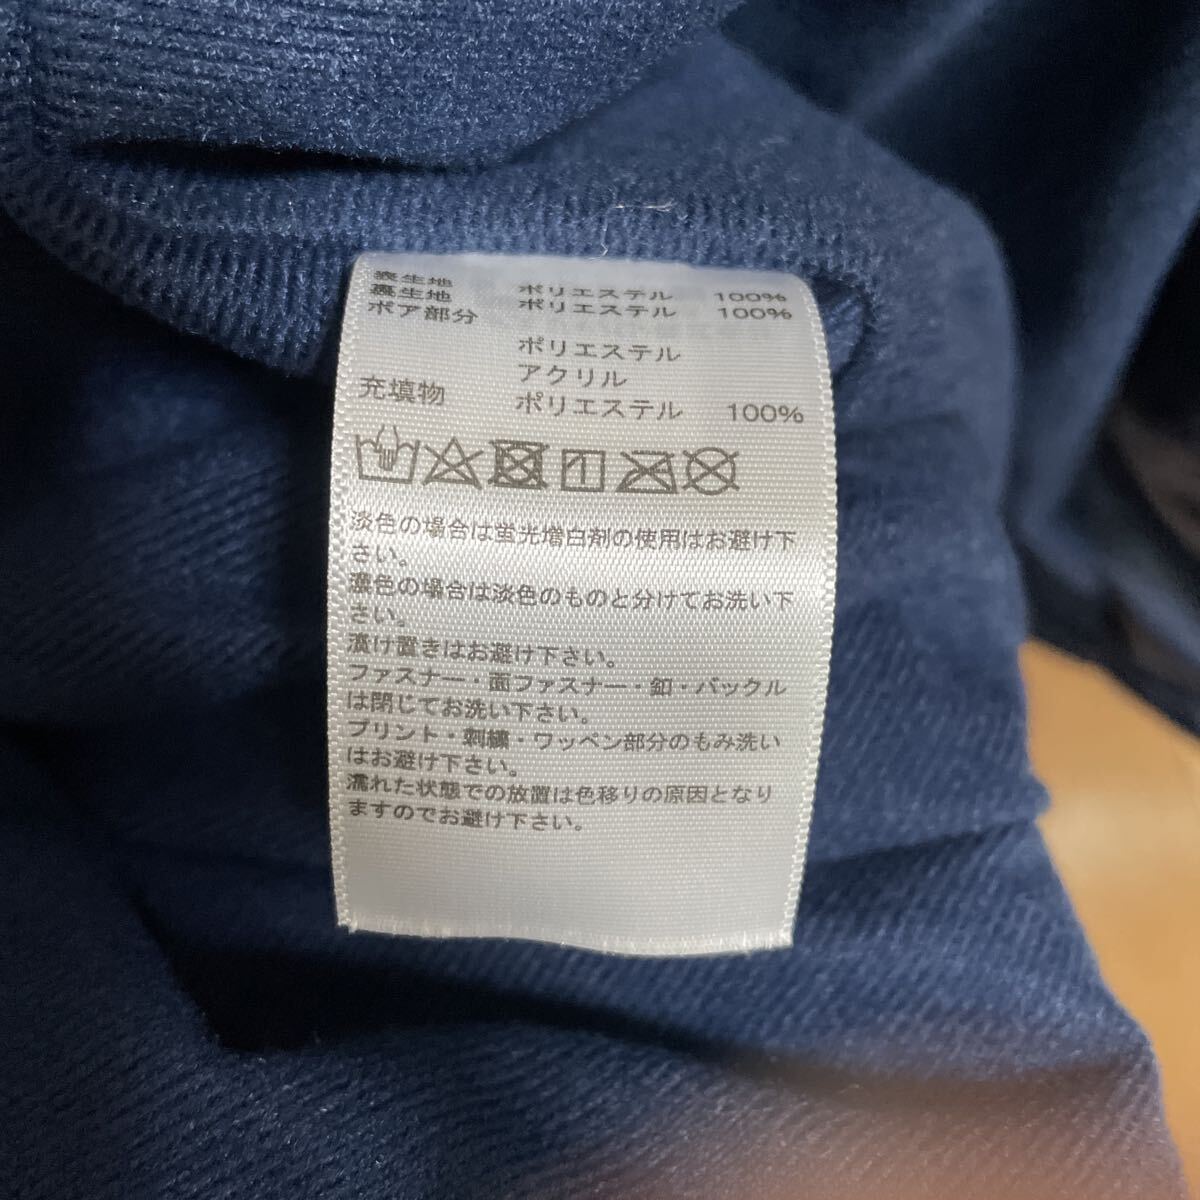 裏生地 ポリエステル 100%
裏生地 ポリエステル 100%
ボア部分
ポリエステル
アクリル
充填物 ポリエステル 100%
淡色の場合は蛍光増白剤の使用はお避け下
さい。
濃色の場合は淡色のものと分けてお洗い下
さい。
漬け置きはお避け下さい。
ファスナー・面ファスナー・釦・バックル
は閉じてお洗い下さい。
プリント・刺繍・ワッペン部分のもみ洗い
はお避け下さい。
濡れた状態での放置は色移りの原因となり
ますのでお避け下さい。